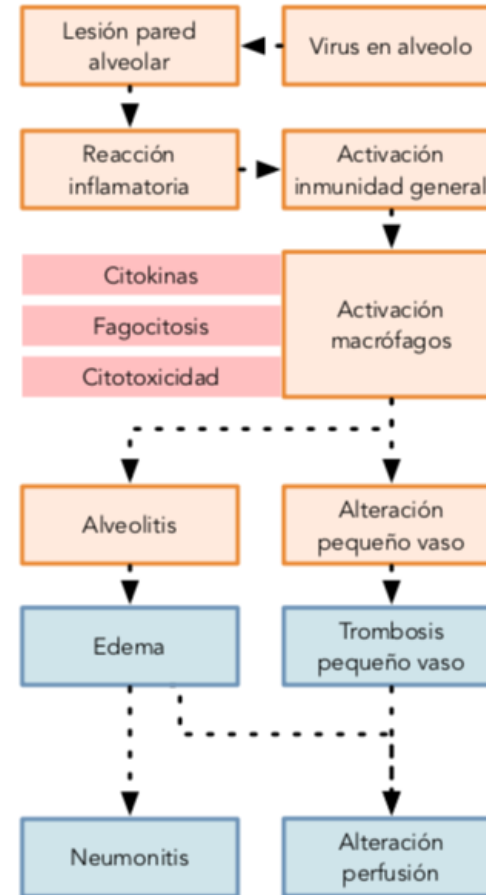 Lesión pared
alveolar
Virus en alveolo
Reacción
inflamatoria
Activación
inmunidad general
Citokinas
Fagocitosis
Citotoxicidad
Activación
macrófagos
Alveolitis
Alteración
pequeño vaso
Edema
Trombosis
pequeño vaso
Neumonitis
Alteración
perfusión